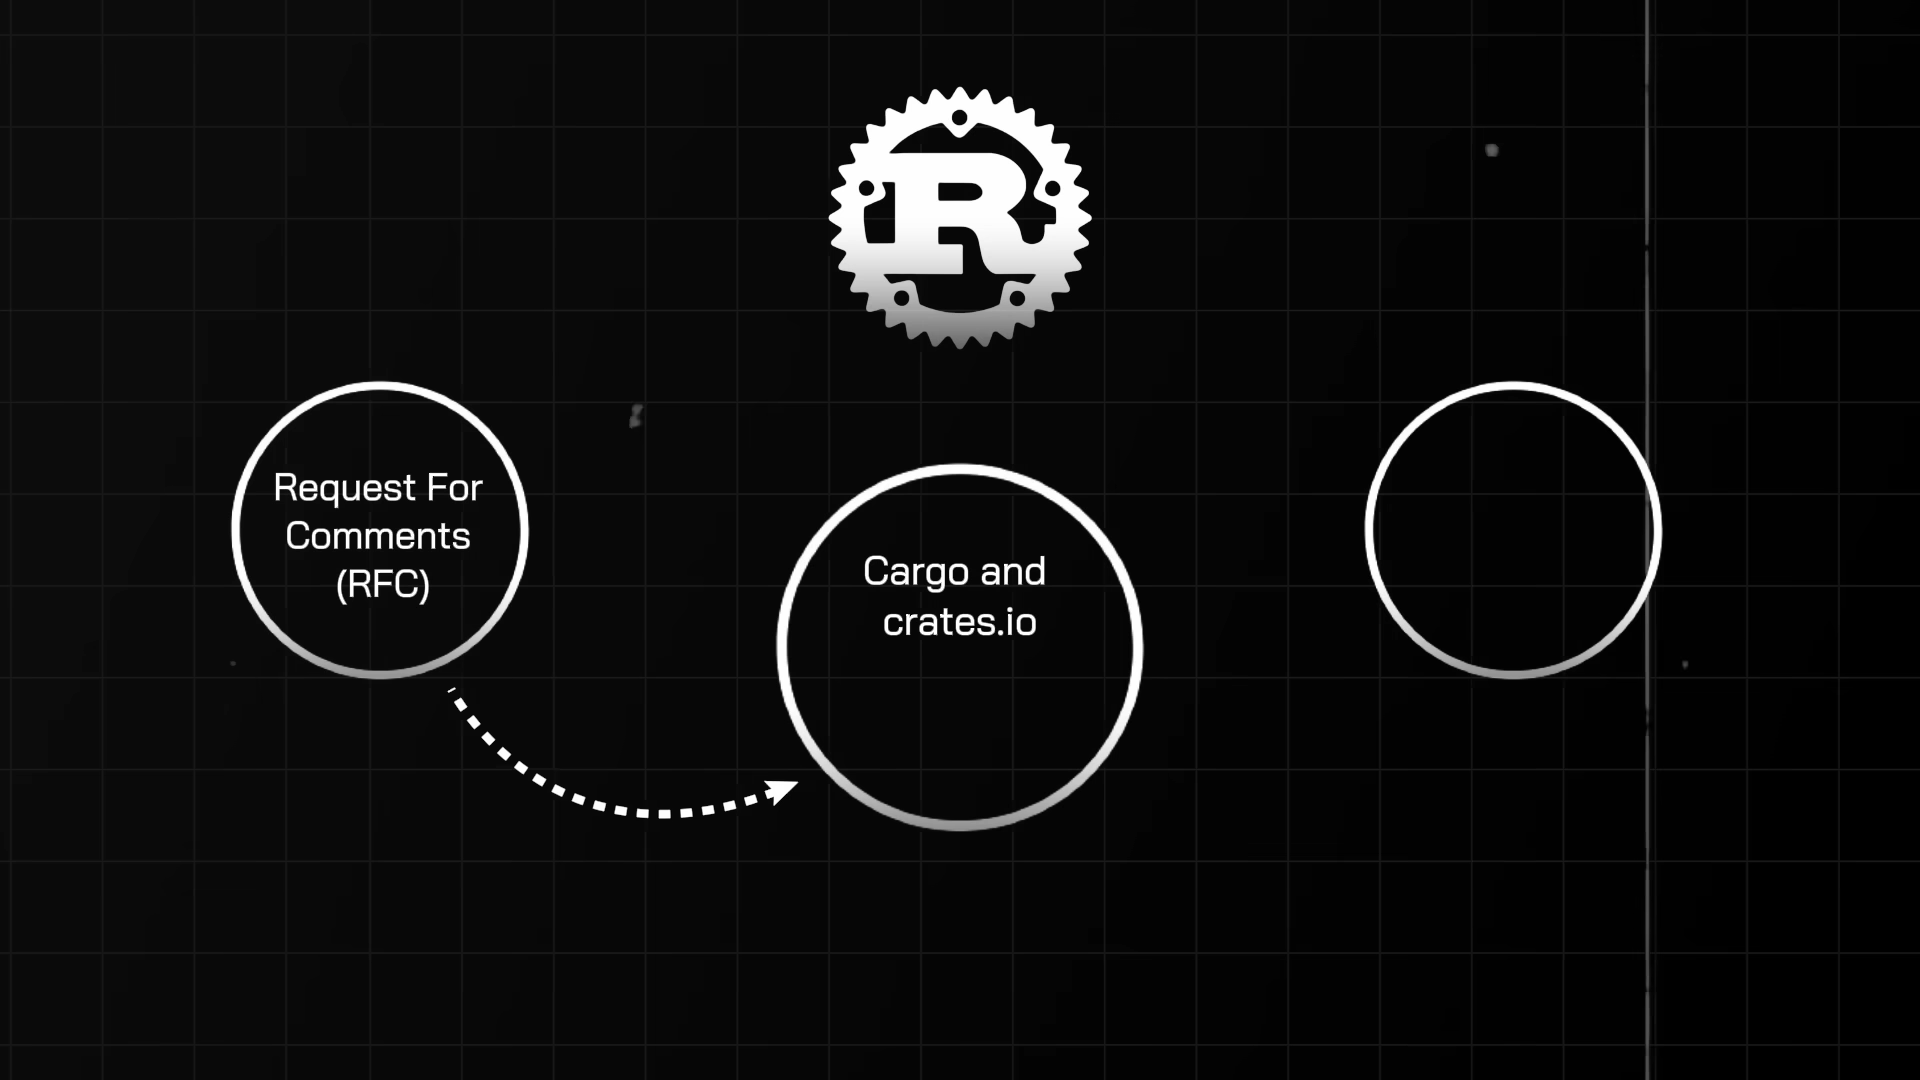 R
Request For
Comments
(RFC)
Cargo and
crates.io